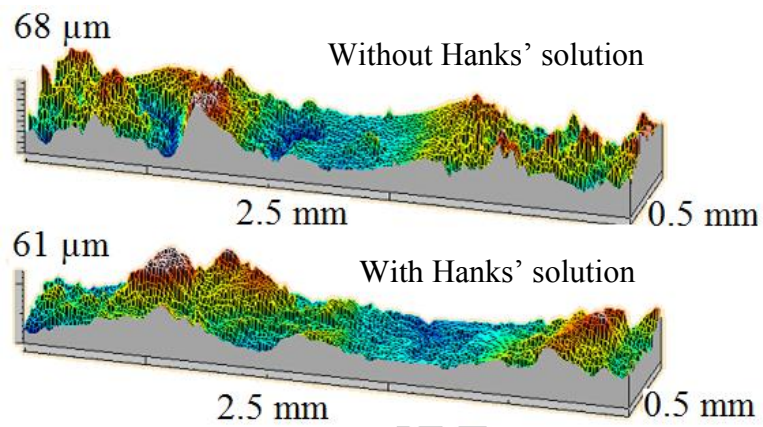 68 µm
Without Hanks’ solution
2.5 mm
0.5 mm
61 µm
With Hanks’ solution
2.5 mm
0.5 mm